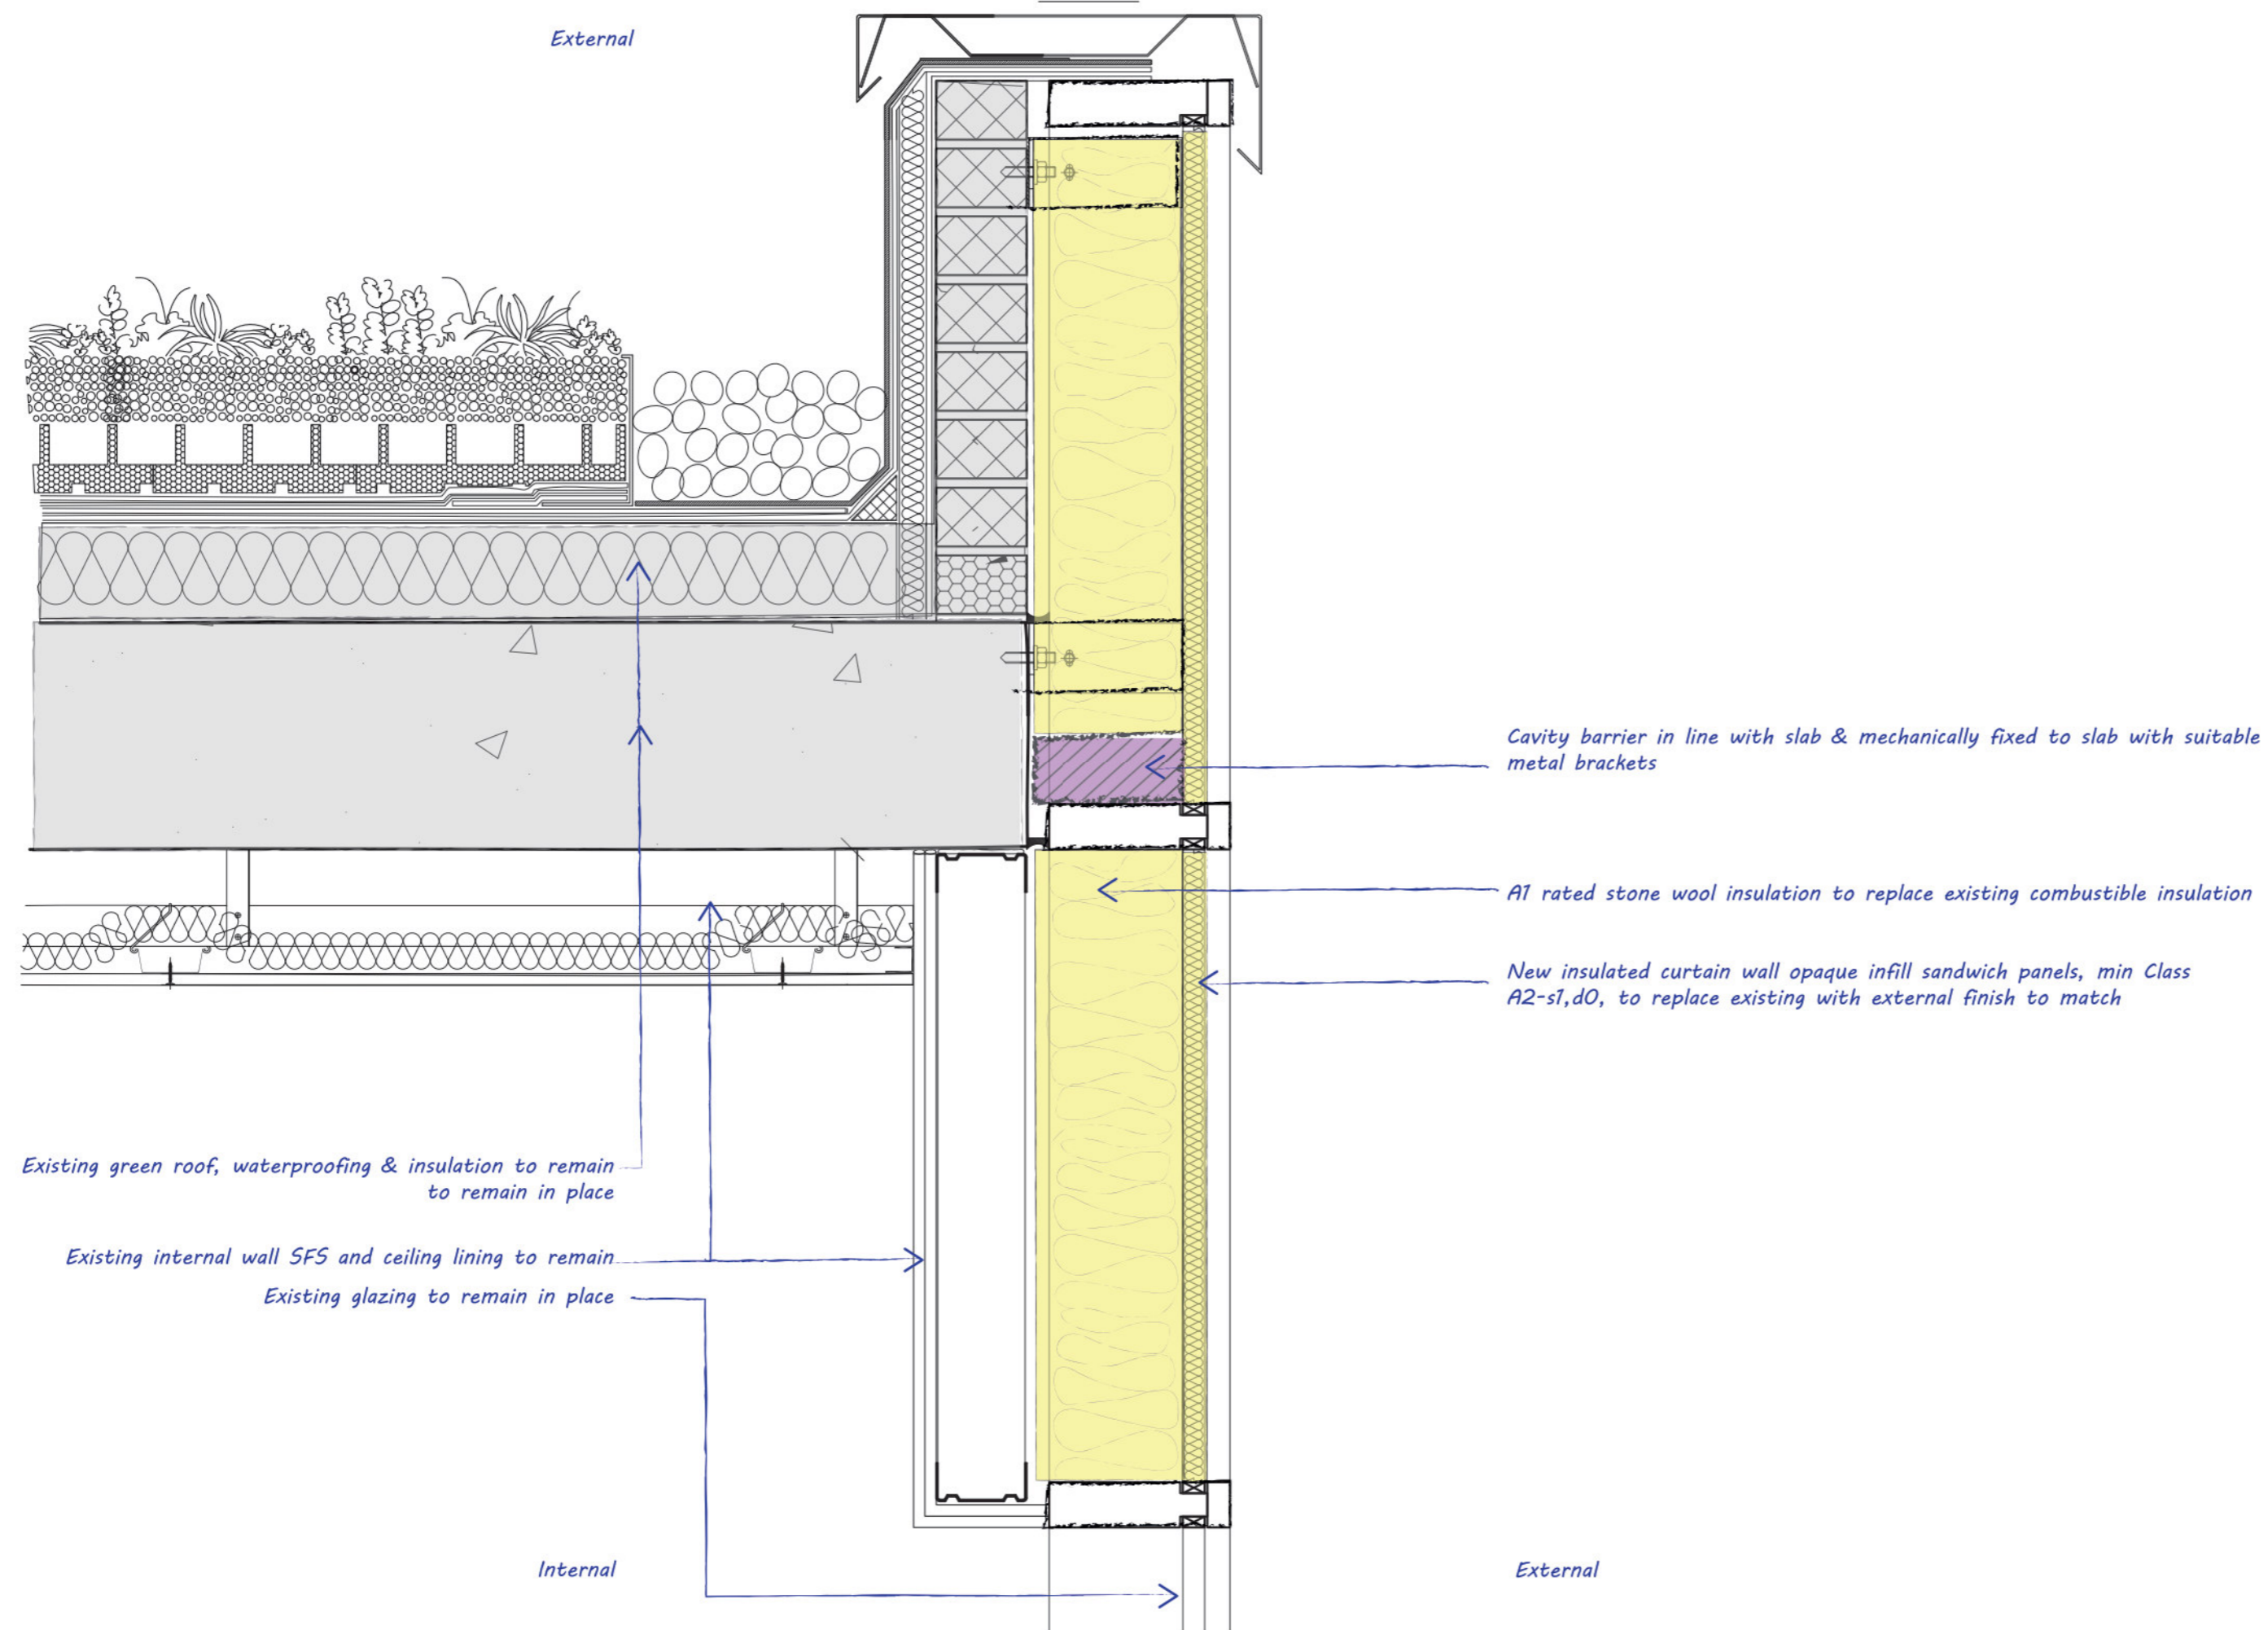 External
Cavity barrier in line with slab & mechanically fixed to slab with suitable
metal brackets
A1 rated stone wool insulation to replace existing combustible insulation
New insulated curtain wall opaque infill sandwich panels, min Class
A2-s1,d0, to replace existing with external finish to match
Existing green roof, waterproofing & insulation to remain
to remain in place
Existing internal wall SFS and ceiling lining to remain
Existing glazing to remain in place
Internal
External